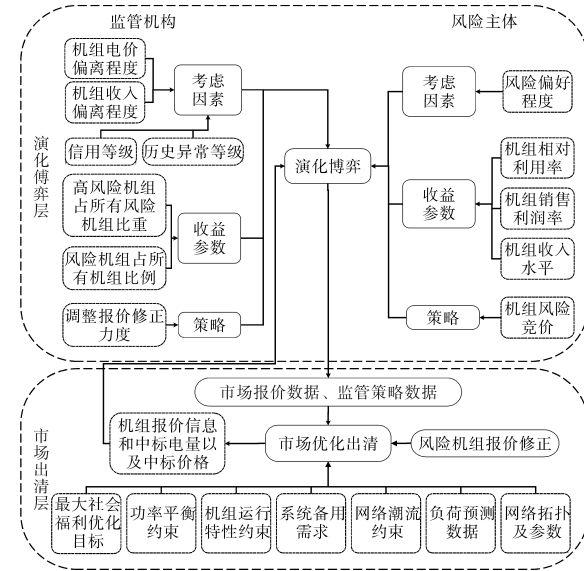 监管机构
风险主体
演化博弈层
机组电价
偏离程度
机组收入
偏离程度
考虑
因素
信用等级
历史异常等级
高风险机组
占所有风险
机组比重
风险机组占所
有机组比例
收益
参数
调整报价修正
力度
策略
演化博弈
考虑
因素
风险偏好
程度
收益
参数
机组相对
利用率
机组销售
利润率
机组收入
水平
策略
机组风险
竞价
市场出清层
市场报价数据、监管策略数据
机组报价信息
和中标电量以
及中标价格
市场优化出清
风险机组报价修正
最大社会
福利优化
目标
功率平衡
约束
机组运行
特性约束
系统备用
需求
网络潮流
约束
负荷预测
数据
网络拓扑
及参数